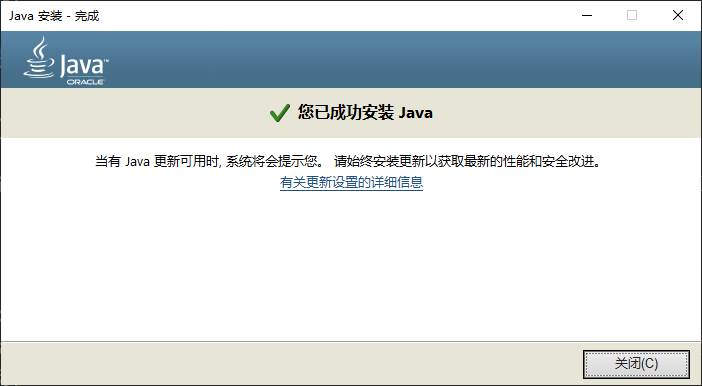 Java 安装 - 完成
Java™
ORACLE
您已成功安装 Java
当有 Java 更新可用时, 系统将会提示您。 请始终安装更新以获取最新的性能和安全改进。
有关更新设置的详细信息
关闭(C)